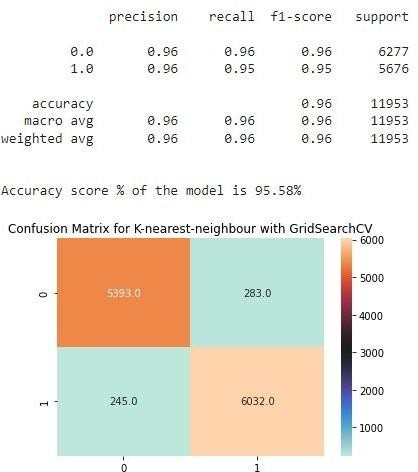 precision recall f1-score support
0.0 0.96 0.96 0.96 6277
1.0 0.96 0.95 0.95 5676
accuracy 0.96 11953
macro avg 0.96 0.96 0.96 11953
weighted avg 0.96 0.96 0.96 11953
Accuracy score % of the model is 95.58%
Confusion Matrix for K-nearest-neighbour with GridSearchCV
6000
5000
4000
3000
2000
1000
0 5393.0 283.0
1 245.0 6032.0
0 1